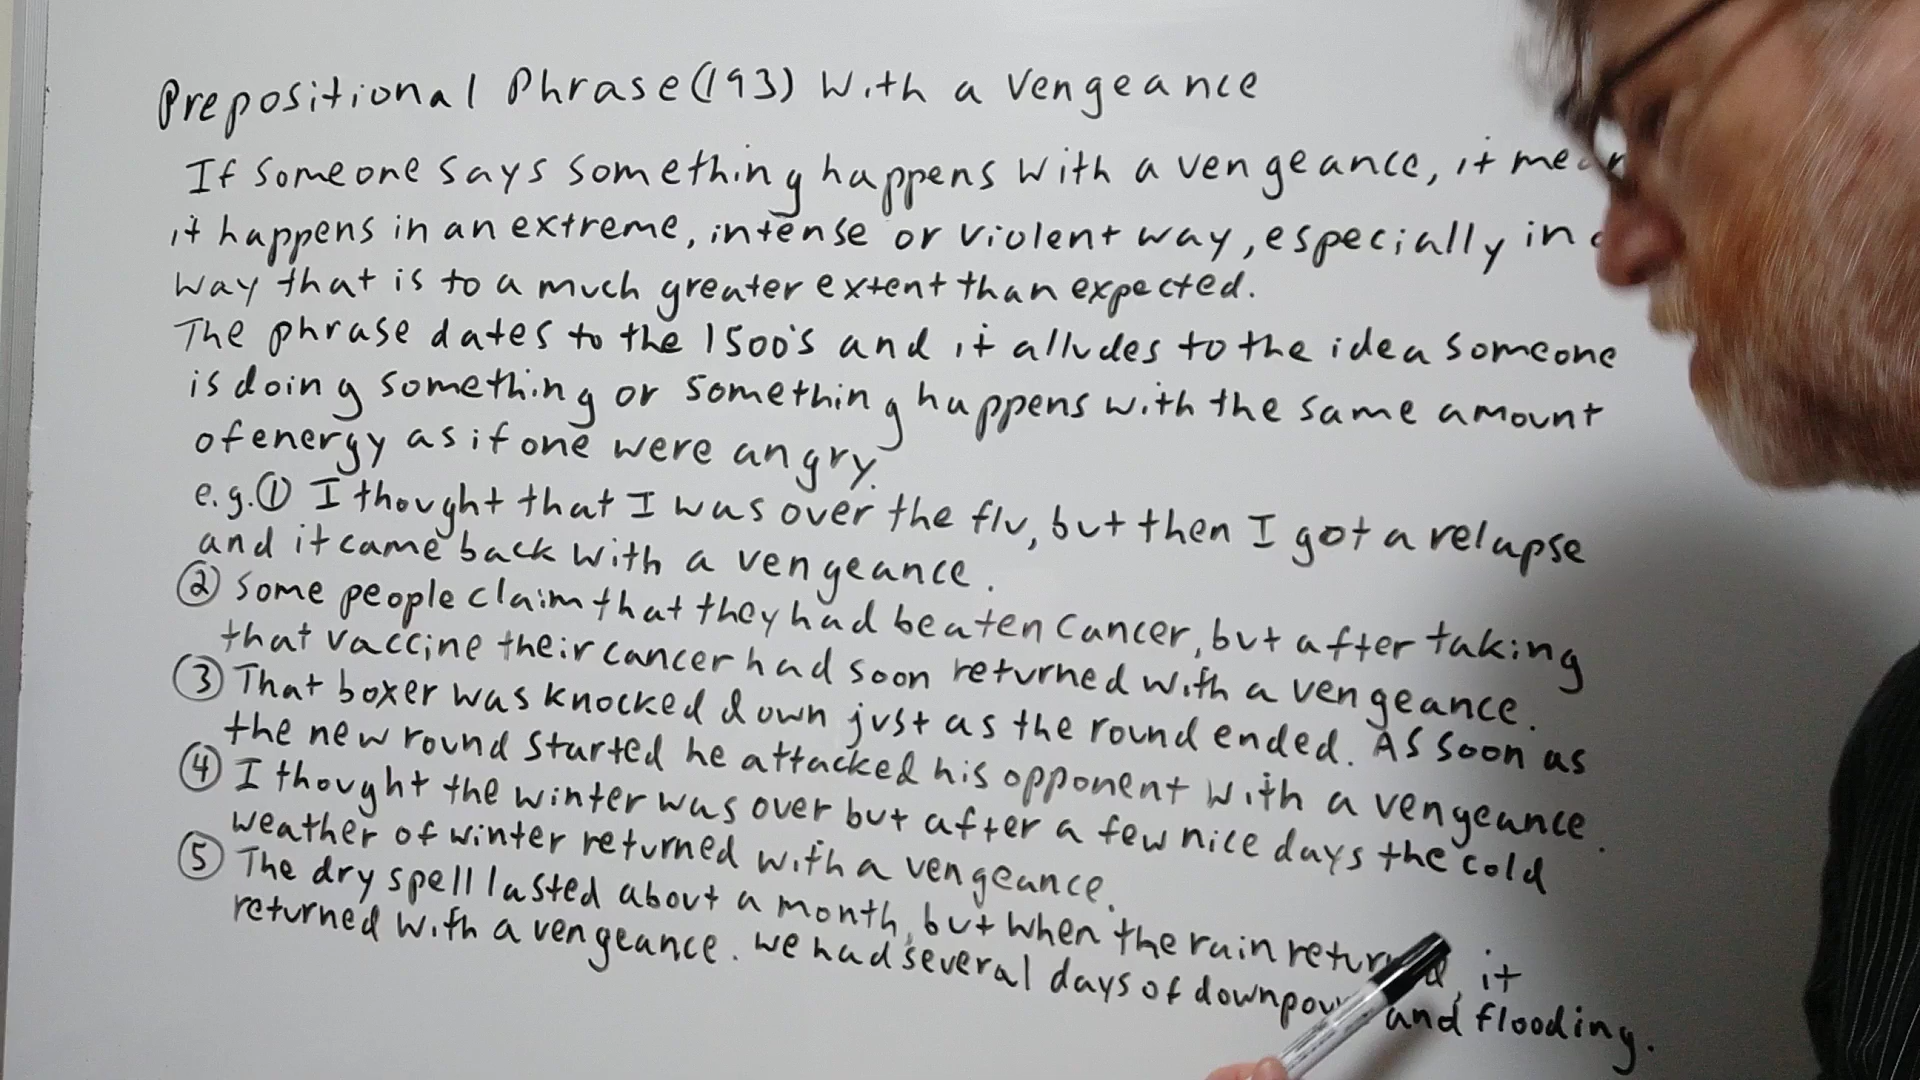 Prepositional Phrase (193) With a Vengeance
If someone says something happens with a vengeance, it
it happens in an extreme, intense or violent way, especially in
way that is to a much greater extent than expected.
The phrase dates to the 1500's and it alludes to the idea someone
is doing something or something happens with the same amount
of energy as if one were angry.
e.g. ① I thought that I was over the flu, but then I got a relapse
and it came back with a vengeance.
② Some people claim that they had beaten cancer, but after taking
that vaccine their cancer had soon returned with a vengeance.
③ That boxer was knocked down just as the round ended. As soon as
the new round started he attacked his opponent with a vengeance.
④ I thought the winter was over but after a few nice days the cold
weather of winter returned with a vengeance.
⑤ The dry spell lasted about a month, but when the rain returned, it
returned with a vengeance. We had several days of and flooding.